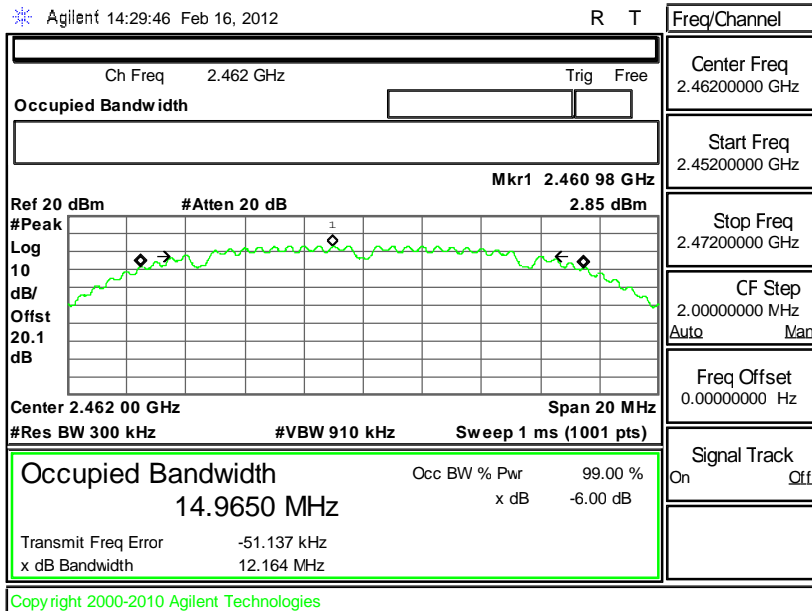 Agilent 14:29:46 Feb 16, 2012 R T
Freq/Channel
Ch Freq 2.462 GHz Trig Free
Occupied Bandwidth
Center Freq
2.46200000 GHz
Start Freq
2.45200000 GHz
Stop Freq
2.47200000 GHz
CF Step
2.00000000 MHz
Auto Man
Freq Offset
0.00000000 Hz
Signal Track
On Off
Mkr1 2.460 98 GHz
Ref 20 dBm #Atten 20 dB 2.85 dBm
#Peak
Log
10
dB/
Offst
20.1
dB
1
Center 2.462 00 GHz Span 20 MHz
#Res BW 300 kHz #VBW 910 kHz Sweep 1 ms (1001 pts)
Occupied Bandwidth
14.9650 MHz
Occ BW % Pwr 99.00 %
x dB -6.00 dB
Transmit Freq Error -51.137 kHz
x dB Bandwidth 12.164 MHz
Copyright 2000-2010 Agilent Technologies